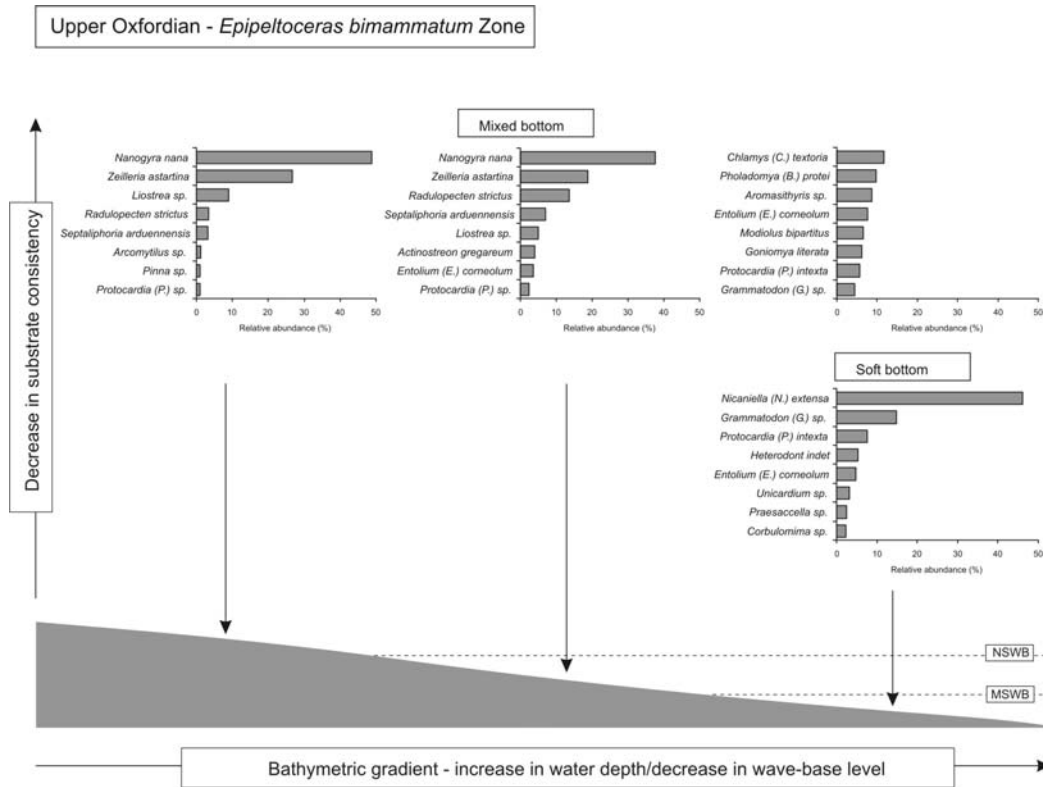 Upper Oxfordian - Epipeltoceras bimammatum Zone
Decrease in substrate consistency
Mixed bottom
Nanogyra nana
Zeilleria astartina
Liostrea sp.
Radulopecten strictus
Septaliphoria arduennensis
Arcomytilus sp.
Pinna sp.
Protocardia (P.) sp.
0 10 20 30 40 50
Relative abundance (%)
Nanogyra nana
Zeilleria astartina
Radulopecten strictus
Septaliphoria arduennensis
Liostrea sp.
Actinostreon gregareum
Entolium (E.) corneolum
Protocardia (P.) sp.
0 10 20 30 40 50
Relative abundance (%)
Chlamys (C.) textoria
Pholadomya (B.) protei
Aromasithyris sp.
Entolium (E.) corneolum
Modiolus bipartitus
Goniomya literata
Protocardia (P.) intexta
Grammatodon (G.) sp.
0 10 20 30 40 50
Relative abundance (%)
Soft bottom
Nicaniella (N.) extensa
Grammatodon (G.) sp.
Protocardia (P.) intexta
Heterodont indet
Entolium (E.) corneolum
Unicardium sp.
Praesaccella sp.
Corbulomima sp.
0 10 20 30 40 50
Relative abundance (%)
NSWB
MSWB
Bathymetric gradient - increase in water depth/decrease in wave-base level